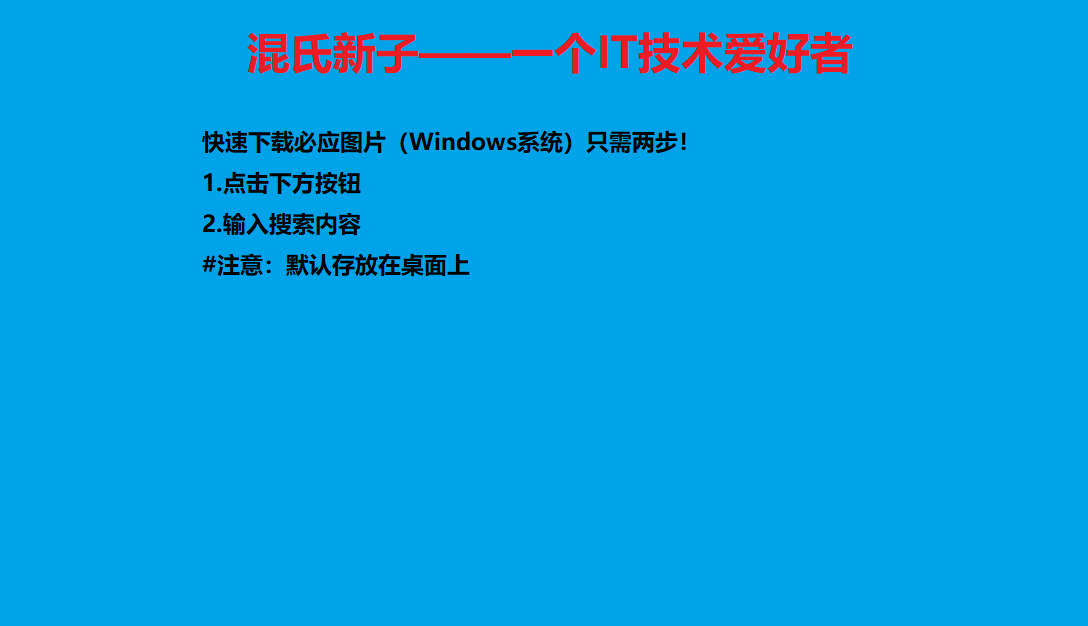 混氏新子——一个IT技术爱好者
快速下载必应图片（Windows系统）只需两步！
1.点击下方按钮
2.输入搜索内容
#注意：默认存放在桌面上